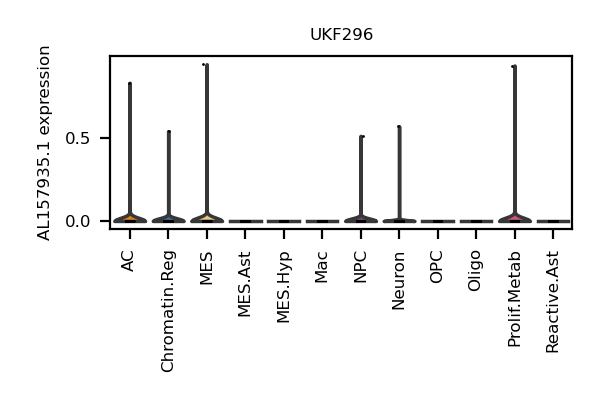 UKF296
AL157935.1 expression
0.5
0.0
AC
Chromatin.Reg
MES
MES.Ast
MES.Hyp
Mac
NPC
Neuron
OPC
Oligo
Prolif.Metab
Reactive.Ast